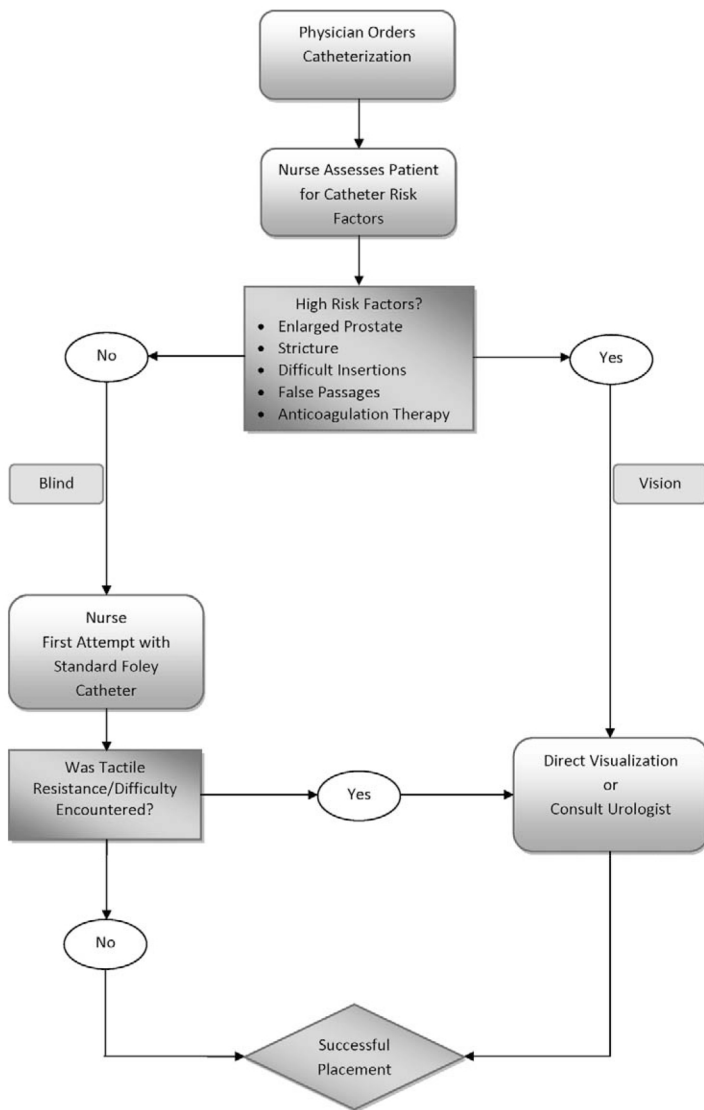 Physician Orders
Catheterization
Nurse Assesses Patient
for Catheter Risk
Factors
High Risk Factors?
• Enlarged Prostate
• Stricture
• Difficult Insertions
• False Passages
• Anticoagulation Therapy
No
Yes
Blind
Vision
Nurse
First Attempt with
Standard Foley
Catheter
Was Tactile
Resistance/Difficulty
Encountered?
Yes
Direct Visualization
or
Consult Urologist
No
Successful
Placement